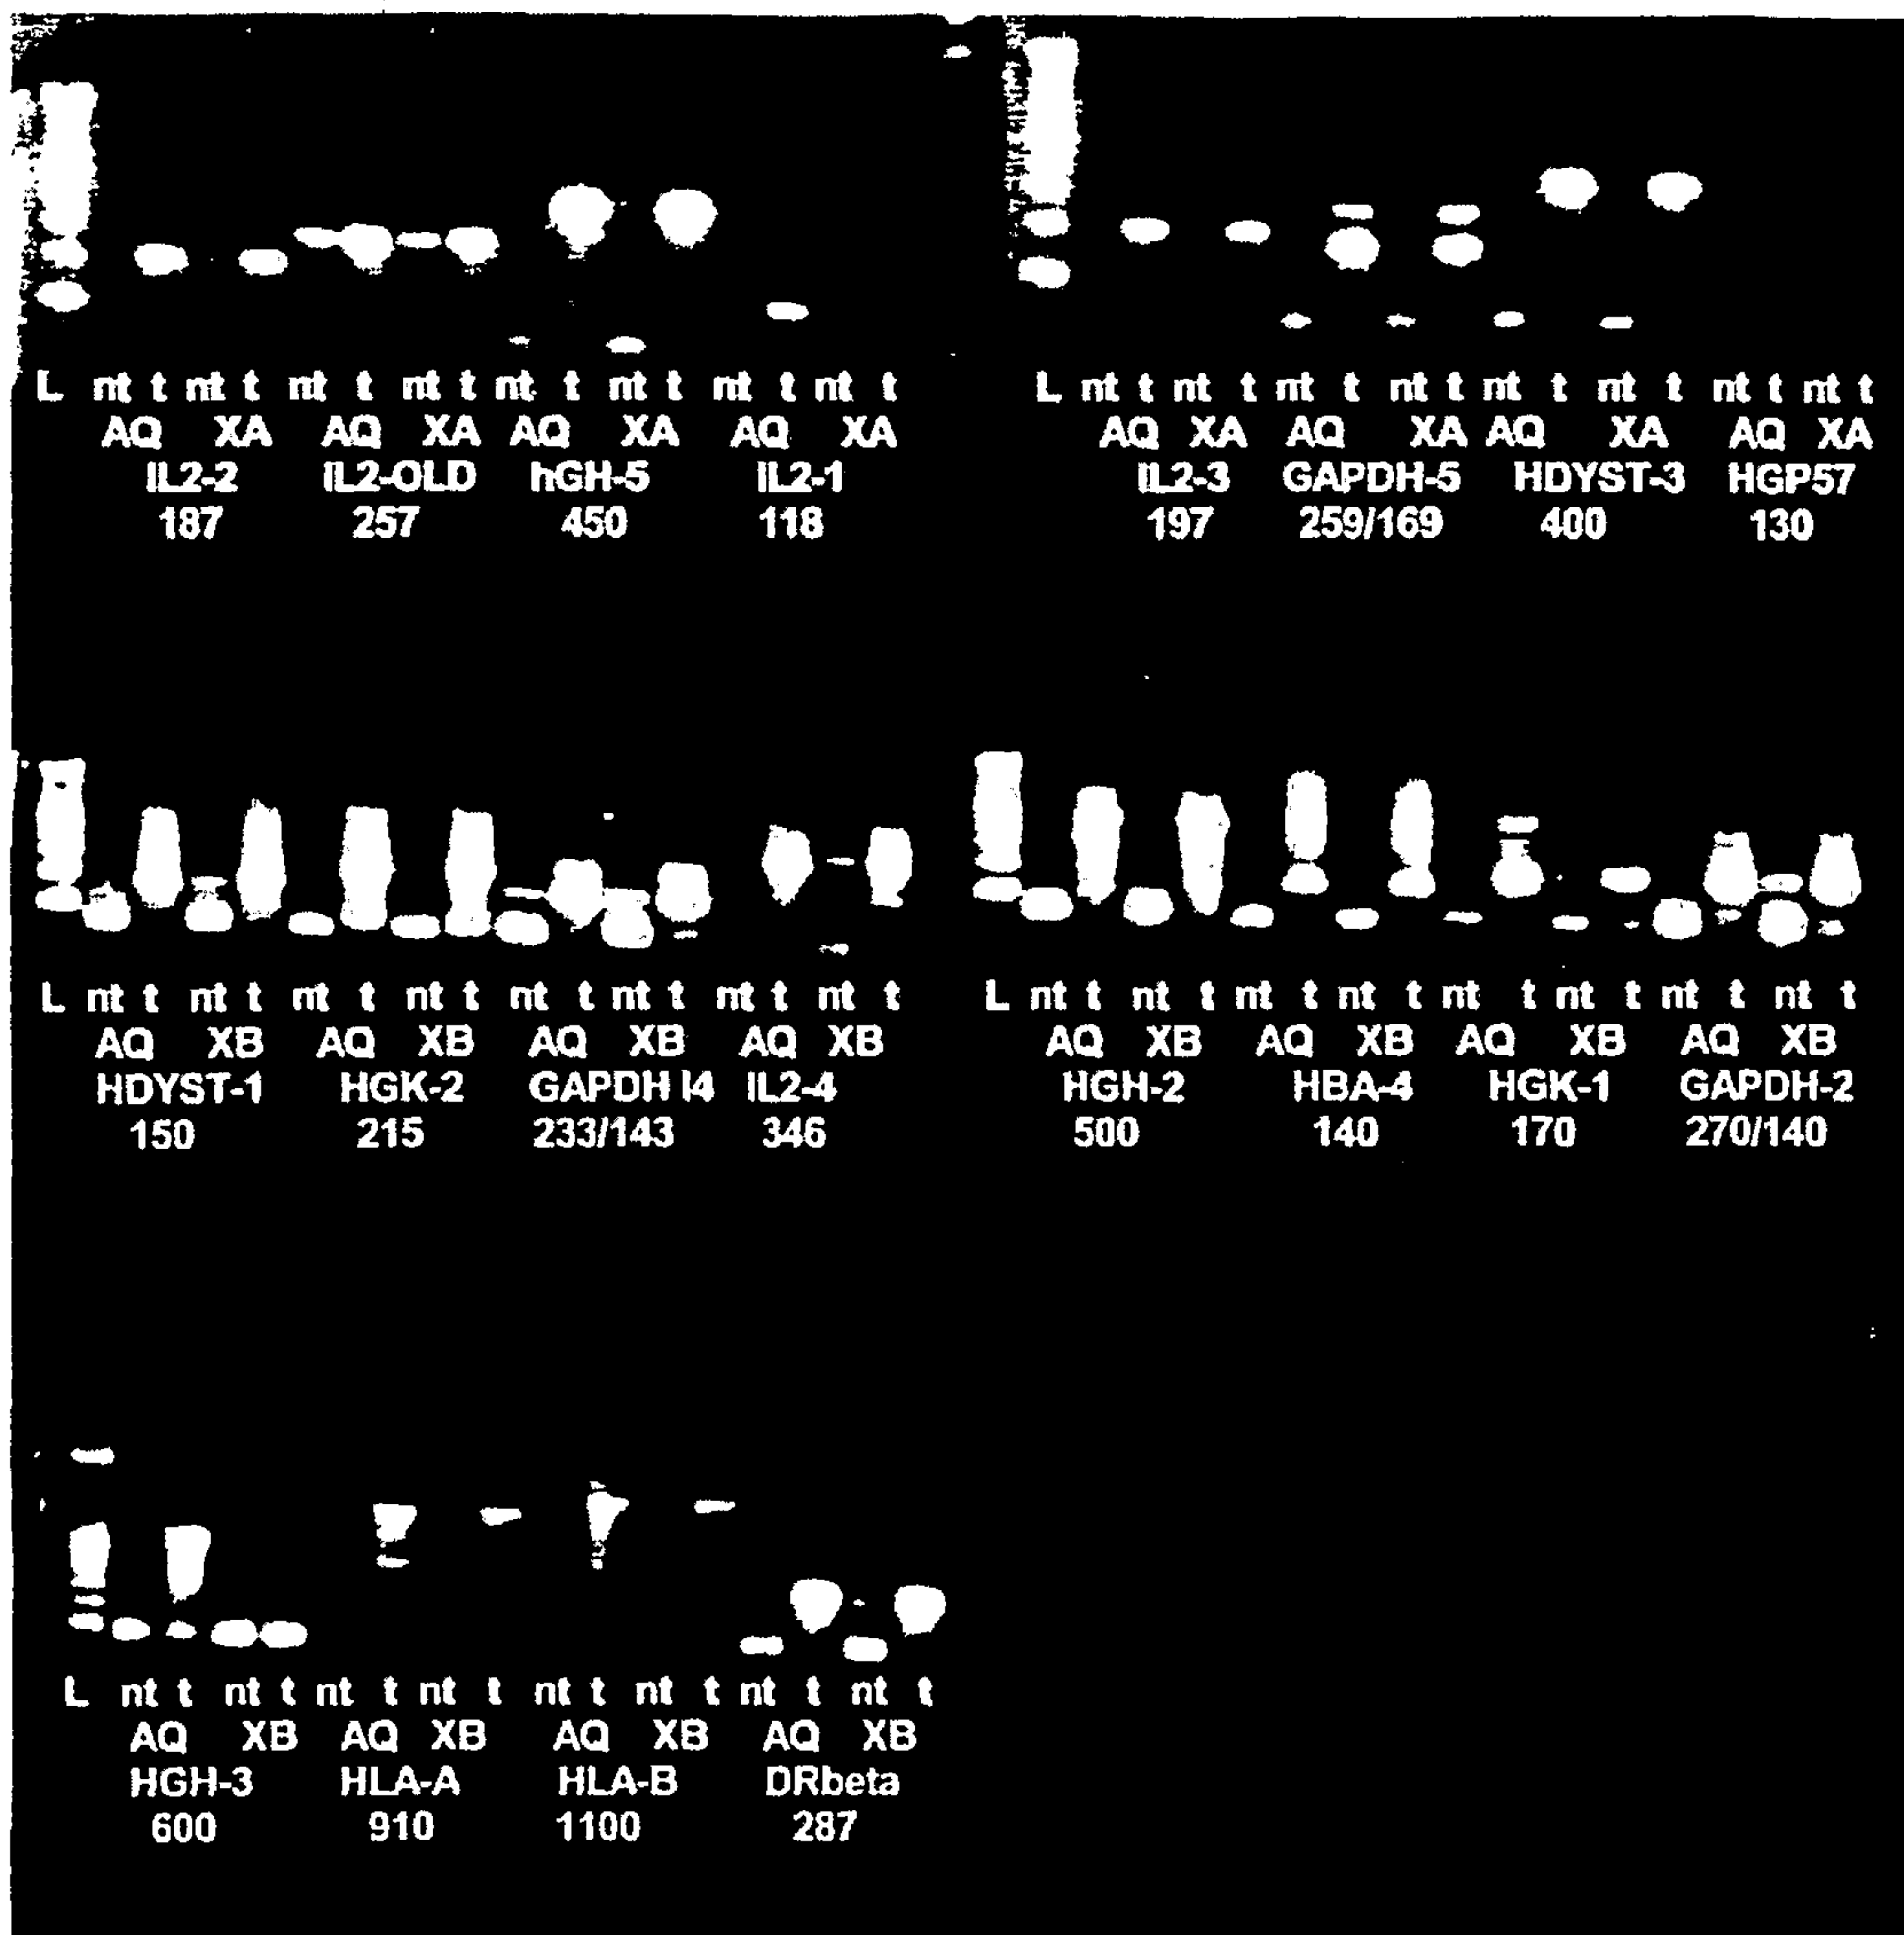 L nt t nt t nt t nt t nt t nt t nt t nt t
AQ XA AQ XA AQ XA AQ XA
IL2-2 IL2-OLD hGH-5 IL2-1
187 257 450 118
L nt t nt t nt t nt t nt t nt t nt t nt t
AQ XA AQ XA AQ XA AQ XA
IL2-3 GAPDH-5 HDYST-3 HGP57
197 259/169 400 130
L nt t nt t nt t nt t nt t nt t nt t nt t
AQ XB AQ XB AQ XB AQ XB
HDYST-1 HGK-2 GAPDH I4 IL2-4
150 215 233/143 346
L nt t nt t nt t nt t nt t nt t nt t nt t
AQ XB AQ XB AQ XB AQ XB
HGH-2 HBA-4 HGK-1 GAPDH-2
500 140 170 270/140
L nt t nt t nt t nt t nt t nt t nt t nt t
AQ XB AQ XB AQ XB AQ XB
HGH-3 HLA-A HLA-B DRbeta
600 910 1100 287